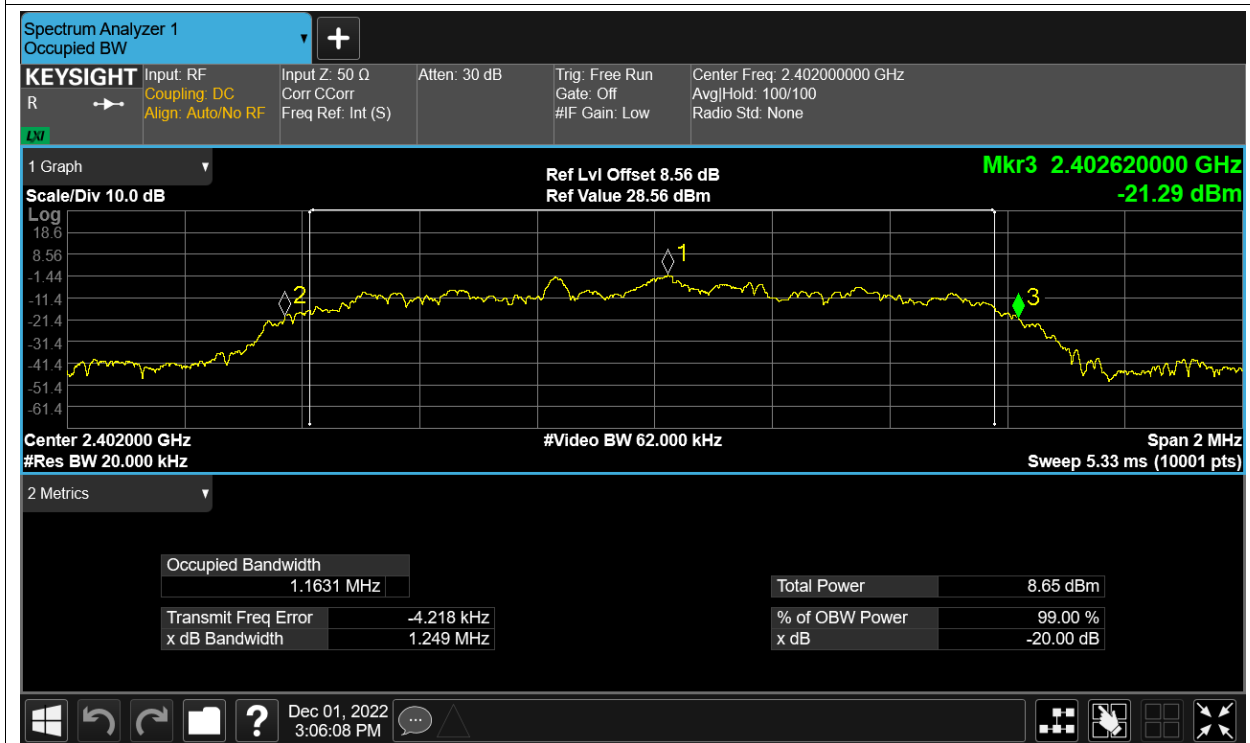 Spectrum Analyzer 1
Occupied BW
KEYSIGHT
R
LXI
Input: RF
Coupling: DC
Align: Auto/No RF
Input Z: 50 Ω
Corr CCorr
Freq Ref: Int (S)
Atten: 30 dB
Trig: Free Run
Gate: Off
#IF Gain: Low
Center Freq: 2.402000000 GHz
Avg|Hold: 100/100
Radio Std: None
1 Graph
Scale/Div 10.0 dB
Ref Lvl Offset 8.56 dB
Ref Value 28.56 dBm
Mkr3 2.402620000 GHz
-21.29 dBm
Log
18.6
8.56
-1.44
-11.4
-21.4
-31.4
-41.4
-51.4
-61.4
1
2
3
Center 2.402000 GHz
#Res BW 20.000 kHz
#Video BW 62.000 kHz
Span 2 MHz
Sweep 5.33 ms (10001 pts)
2 Metrics
Occupied Bandwidth
1.1631 MHz
Transmit Freq Error -4.218 kHz
x dB Bandwidth 1.249 MHz
Total Power 8.65 dBm
% of OBW Power 99.00 %
x dB -20.00 dB
?
Dec 01, 2022
3:06:08 PM